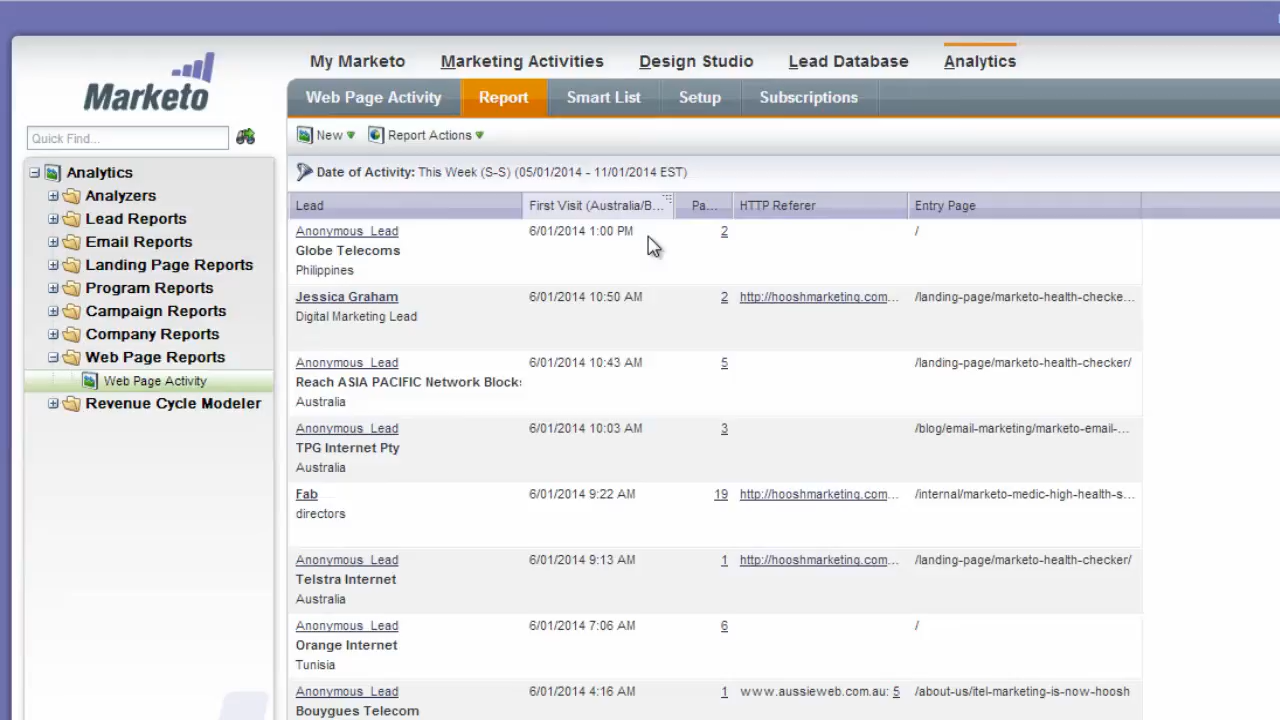 Marketo
My Marketo Marketing Activities Design Studio Lead Database Analytics
Web Page Activity Report Smart List Setup Subscriptions
Quick Find...
New Report Actions
Date of Activity: This Week (S-S) (05/01/2014 - 11/01/2014 EST)
Analytics
Analyzers
Lead Reports
Email Reports
Landing Page Reports
Program Reports
Campaign Reports
Company Reports
Web Page Reports
Web Page Activity
Revenue Cycle Modeler
Lead First Visit (Australia/B... Pa... HTTP Referer Entry Page
Anonymous Lead 6/01/2014 1:00 PM 2 /
Globe Telecoms
Philippines
Jessica Graham 6/01/2014 10:50 AM 2 http://hooshmarketing.com... /landing-page/marketo-health-checke...
Digital Marketing Lead
Anonymous Lead 6/01/2014 10:43 AM 5 /landing-page/marketo-health-checker/
Reach ASIA PACIFIC Network Block
Australia
Anonymous Lead 6/01/2014 10:03 AM 3 /blog/email-marketing/marketo-email-...
TPG Internet Pty
Australia
Fab 6/01/2014 9:22 AM 19 http://hooshmarketing.com... /internal/marketo-medic-high-health-s...
directors
Anonymous Lead 6/01/2014 9:13 AM 1 http://hooshmarketing.com... /landing-page/marketo-health-checker/
Telstra Internet
Australia
Anonymous Lead 6/01/2014 7:06 AM 6 /
Orange Internet
Tunisia
Anonymous Lead 6/01/2014 4:16 AM 1 www.aussieweb.com.au: 5 /about-us/itel-marketing-is-now-hoosh
Bouygues Telecom